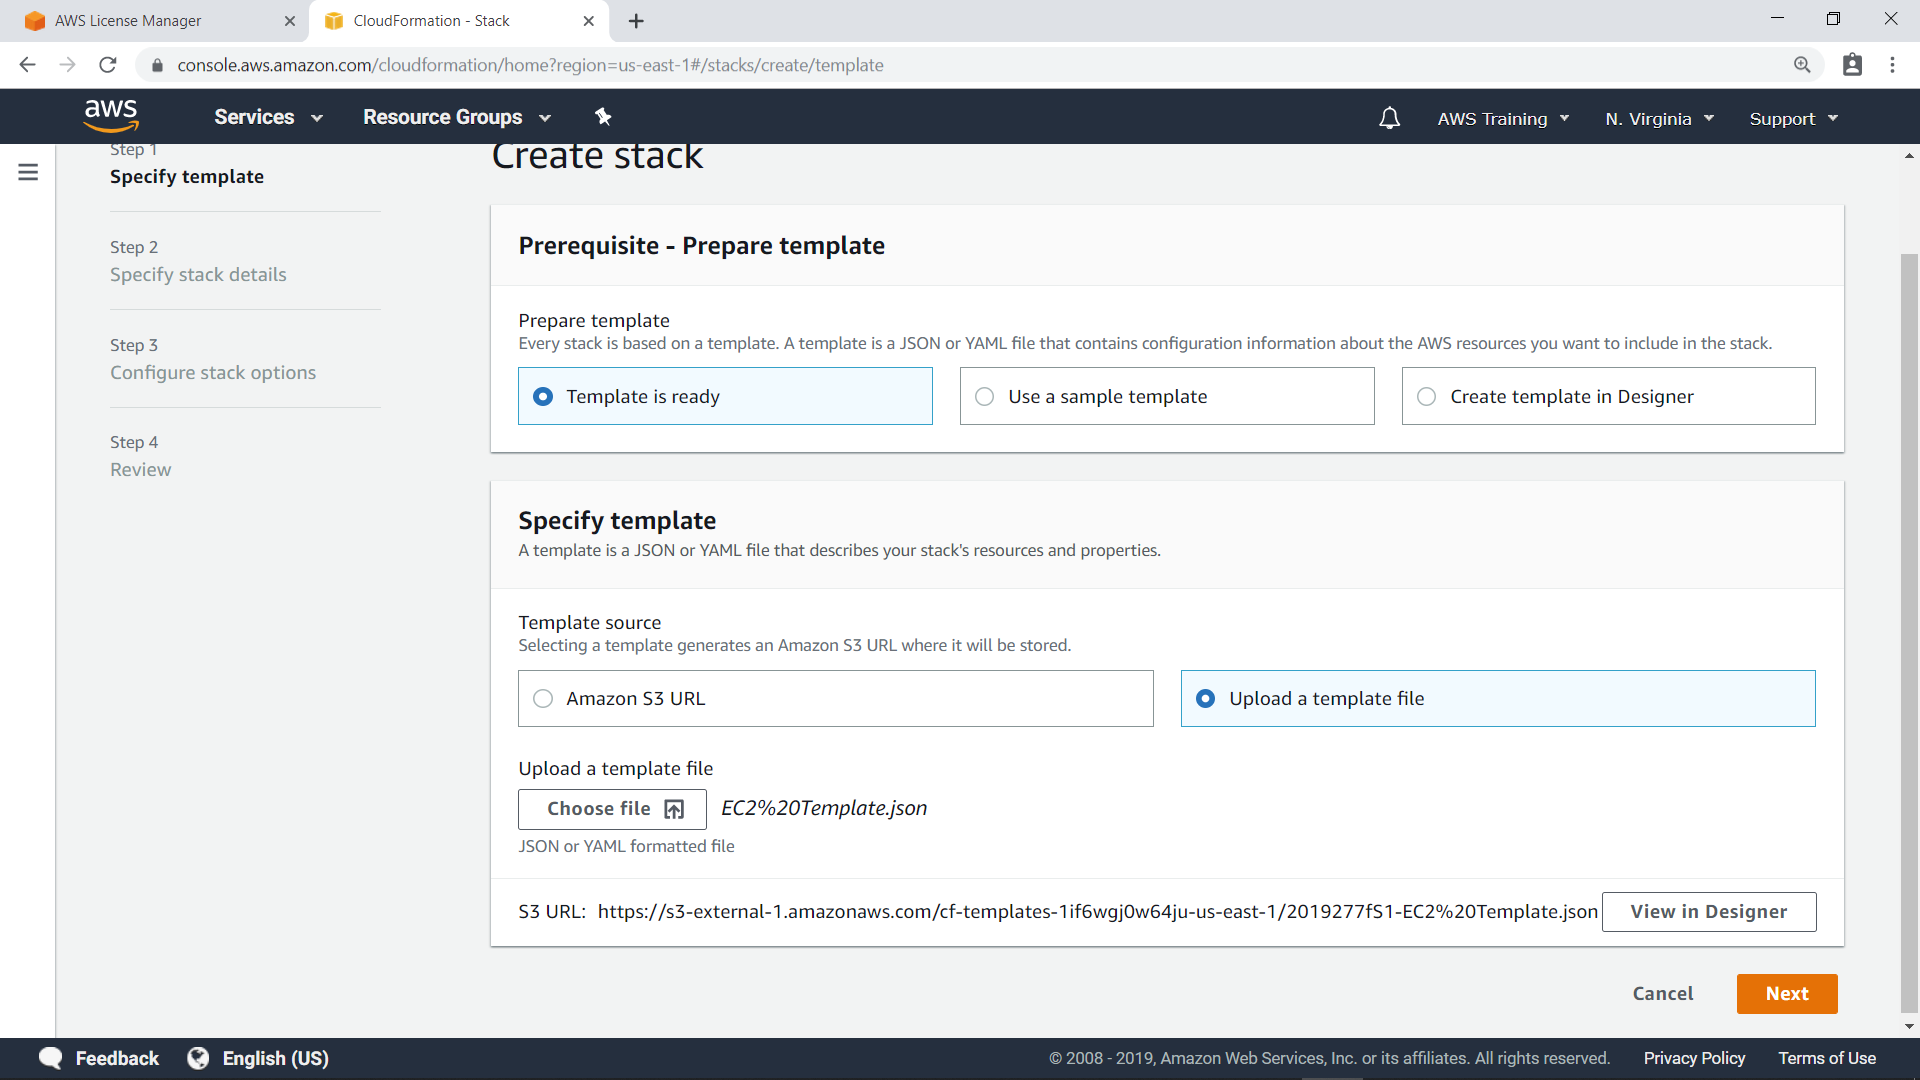 AWS License Manager
CloudFormation - Stack
console.aws.amazon.com/cloudformation/home?region=us-east-1#/stacks/create/template
aws
Services
Resource Groups
AWS Training
N. Virginia
Support
Step 1
Specify template
Step 2
Specify stack details
Step 3
Configure stack options
Step 4
Review
Create stack
Prerequisite - Prepare template
Prepare template
Every stack is based on a template. A template is a JSON or YAML file that contains configuration information about the AWS resources you want to include in the stack.
Template is ready
Use a sample template
Create template in Designer
Specify template
A template is a JSON or YAML file that describes your stack's resources and properties.
Template source
Selecting a template generates an Amazon S3 URL where it will be stored.
Amazon S3 URL
Upload a template file
Upload a template file
Choose file
EC2%20Template.json
JSON or YAML formatted file
S3 URL: https://s3-external-1.amazonaws.com/cf-templates-1if6wgj0w64ju-us-east-1/2019277fS1-EC2%20Template.json
View in Designer
Cancel
Next
Feedback
English (US)
© 2008 - 2019, Amazon Web Services, Inc. or its affiliates. All rights reserved.
Privacy Policy
Terms of Use